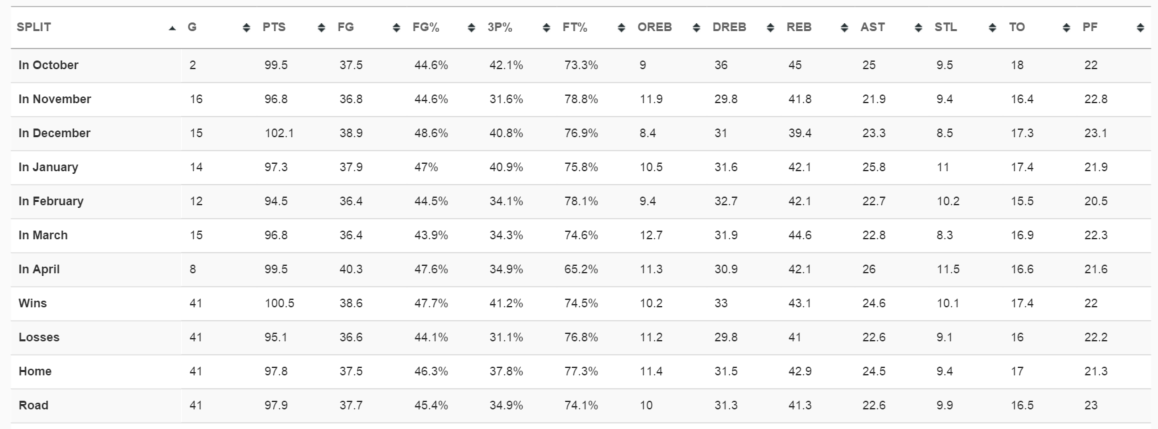 SPLIT G PTS FG FG% 3P% FT% OREB DREB REB AST STL TO PF
In October 2 99.5 37.5 44.6% 42.1% 73.3% 9 36 45 25 9.5 18 22
In November 16 96.8 36.8 44.6% 31.6% 78.8% 11.9 29.8 41.8 21.9 9.4 16.4 22.8
In December 15 102.1 38.9 48.6% 40.8% 76.9% 8.4 31 39.4 23.3 8.5 17.3 23.1
In January 14 97.3 37.9 47% 40.9% 75.8% 10.5 31.6 42.1 25.8 11 17.4 21.9
In February 12 94.5 36.4 44.5% 34.1% 78.1% 9.4 32.7 42.1 22.7 10.2 15.5 20.5
In March 15 96.8 36.4 43.9% 34.3% 74.6% 12.7 31.9 44.6 22.8 8.3 16.9 22.3
In April 8 99.5 40.3 47.6% 34.9% 65.2% 11.3 30.9 42.1 26 11.5 16.6 21.6
Wins 41 100.5 38.6 47.7% 41.2% 74.5% 10.2 33 43.1 24.6 10.1 17.4 22
Losses 41 95.1 36.6 44.1% 31.1% 76.8% 11.2 29.8 41 22.6 9.1 16 22.2
Home 41 97.8 37.5 46.3% 37.8% 77.3% 11.4 31.5 42.9 24.5 9.4 17 21.3
Road 41 97.9 37.7 45.4% 34.9% 74.1% 10 31.3 41.3 22.6 9.9 16.5 23